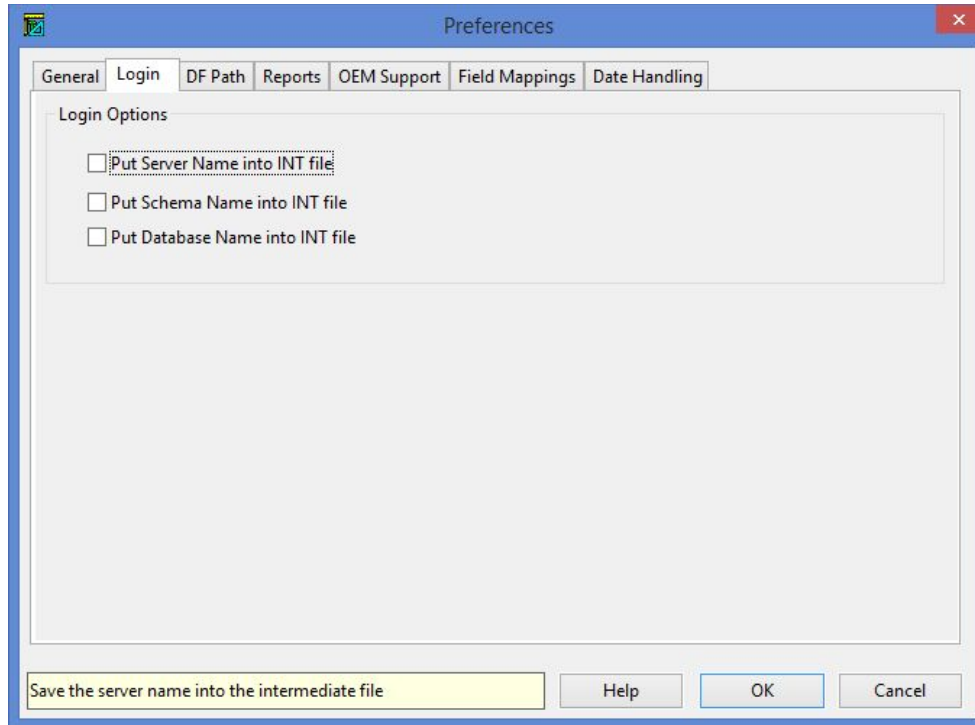 Preferences
General Login DF Path Reports OEM Support Field Mappings Date Handling
Login Options
Put Server Name into INT file
Put Schema Name into INT file
Put Database Name into INT file
Save the server name into the intermediate file Help OK Cancel